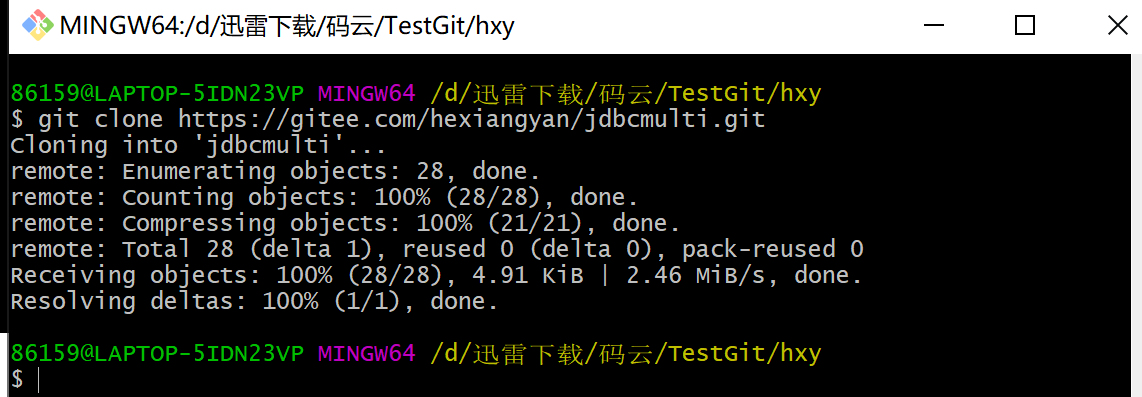 MINGW64:/d/迅雷下载/码云/TestGit/hxy
86159@LAPTOP-5IDN23VP MINGW64 /d/迅雷下载/码云/TestGit/hxy
$ git clone https://gitee.com/hexiangyan/jdbcmulti.git
Cloning into 'jdbcmulti'...
remote: Enumerating objects: 28, done.
remote: Counting objects: 100% (28/28), done.
remote: Compressing objects: 100% (21/21), done.
remote: Total 28 (delta 1), reused 0 (delta 0), pack-reused 0
Receiving objects: 100% (28/28), 4.91 KiB | 2.46 MiB/s, done.
Resolving deltas: 100% (1/1), done.
86159@LAPTOP-5IDN23VP MINGW64 /d/迅雷下载/码云/TestGit/hxy
$